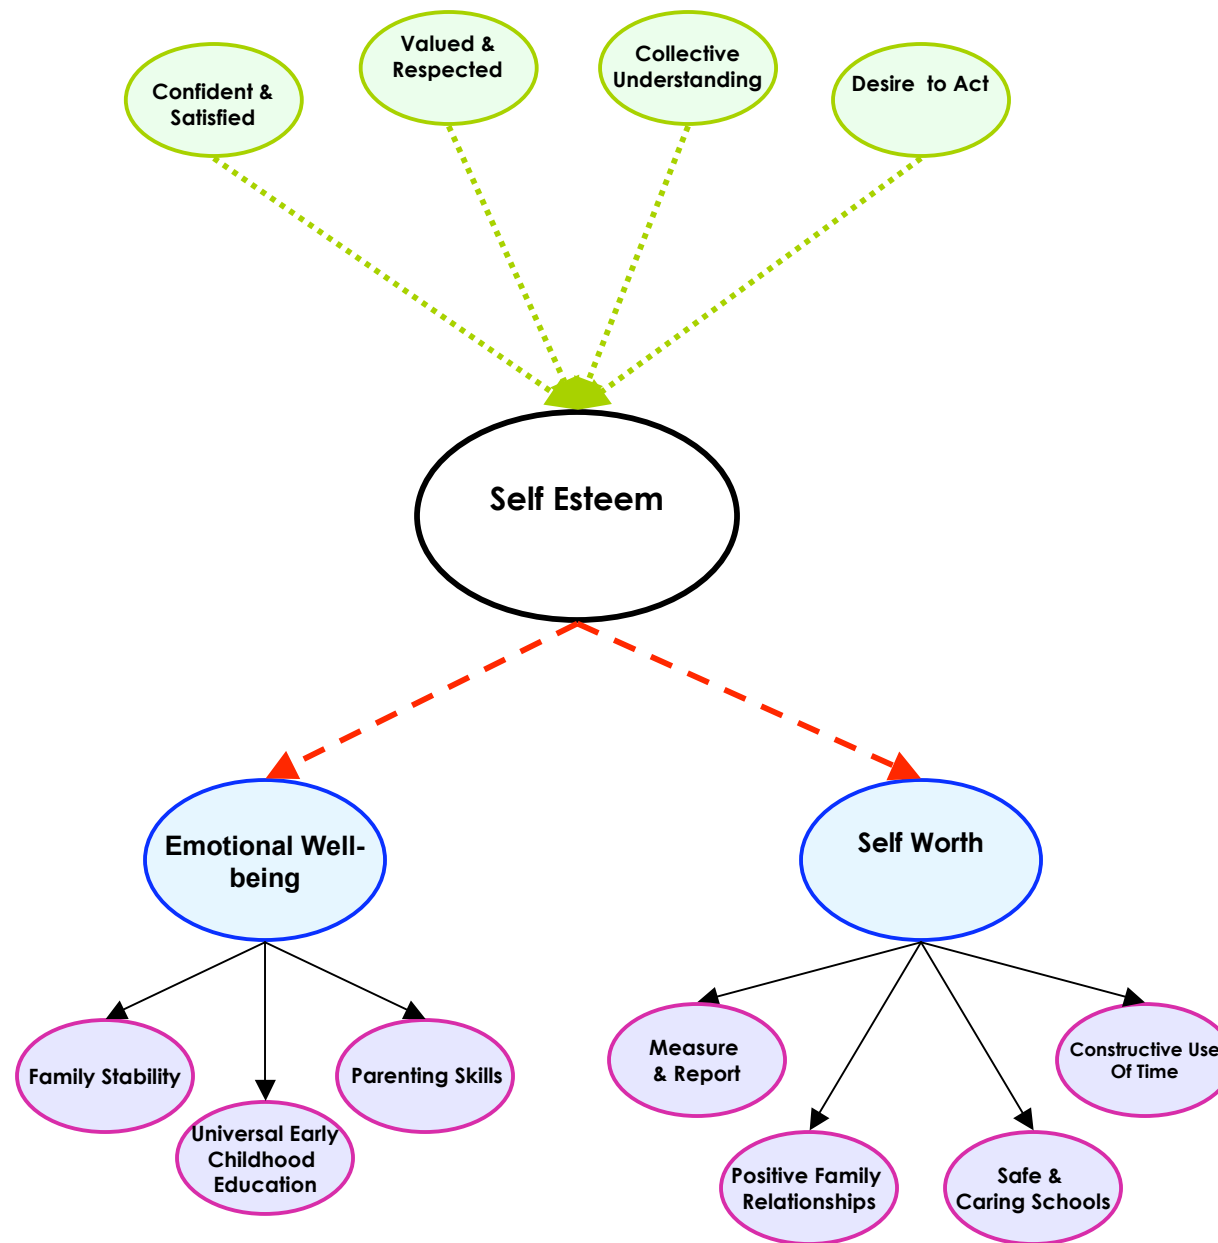 Confident &
Satisfied
Valued &
Respected
Collective
Understanding
Desire to Act
Self Esteem
Emotional Well-
being
Self Worth
Family Stability
Universal Early
Childhood
Education
Parenting Skills
Measure
& Report
Positive Family
Relationships
Safe &
Caring Schools
Constructive Use
Of Time